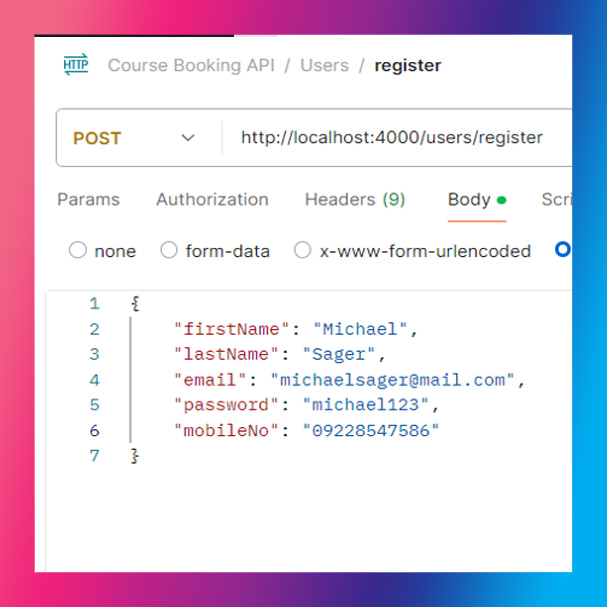 HTTP Course Booking API / Users / register
POST http://localhost:4000/users/register
Params Authorization Headers (9) Body
none form-data x-www-form-urlencoded
1 {
2 "firstName": "Michael",
3 "lastName": "Sager",
4 "email": "michaelsager@mail.com",
5 "password": "michael123",
6 "mobileNo": "09228547586"
7 }